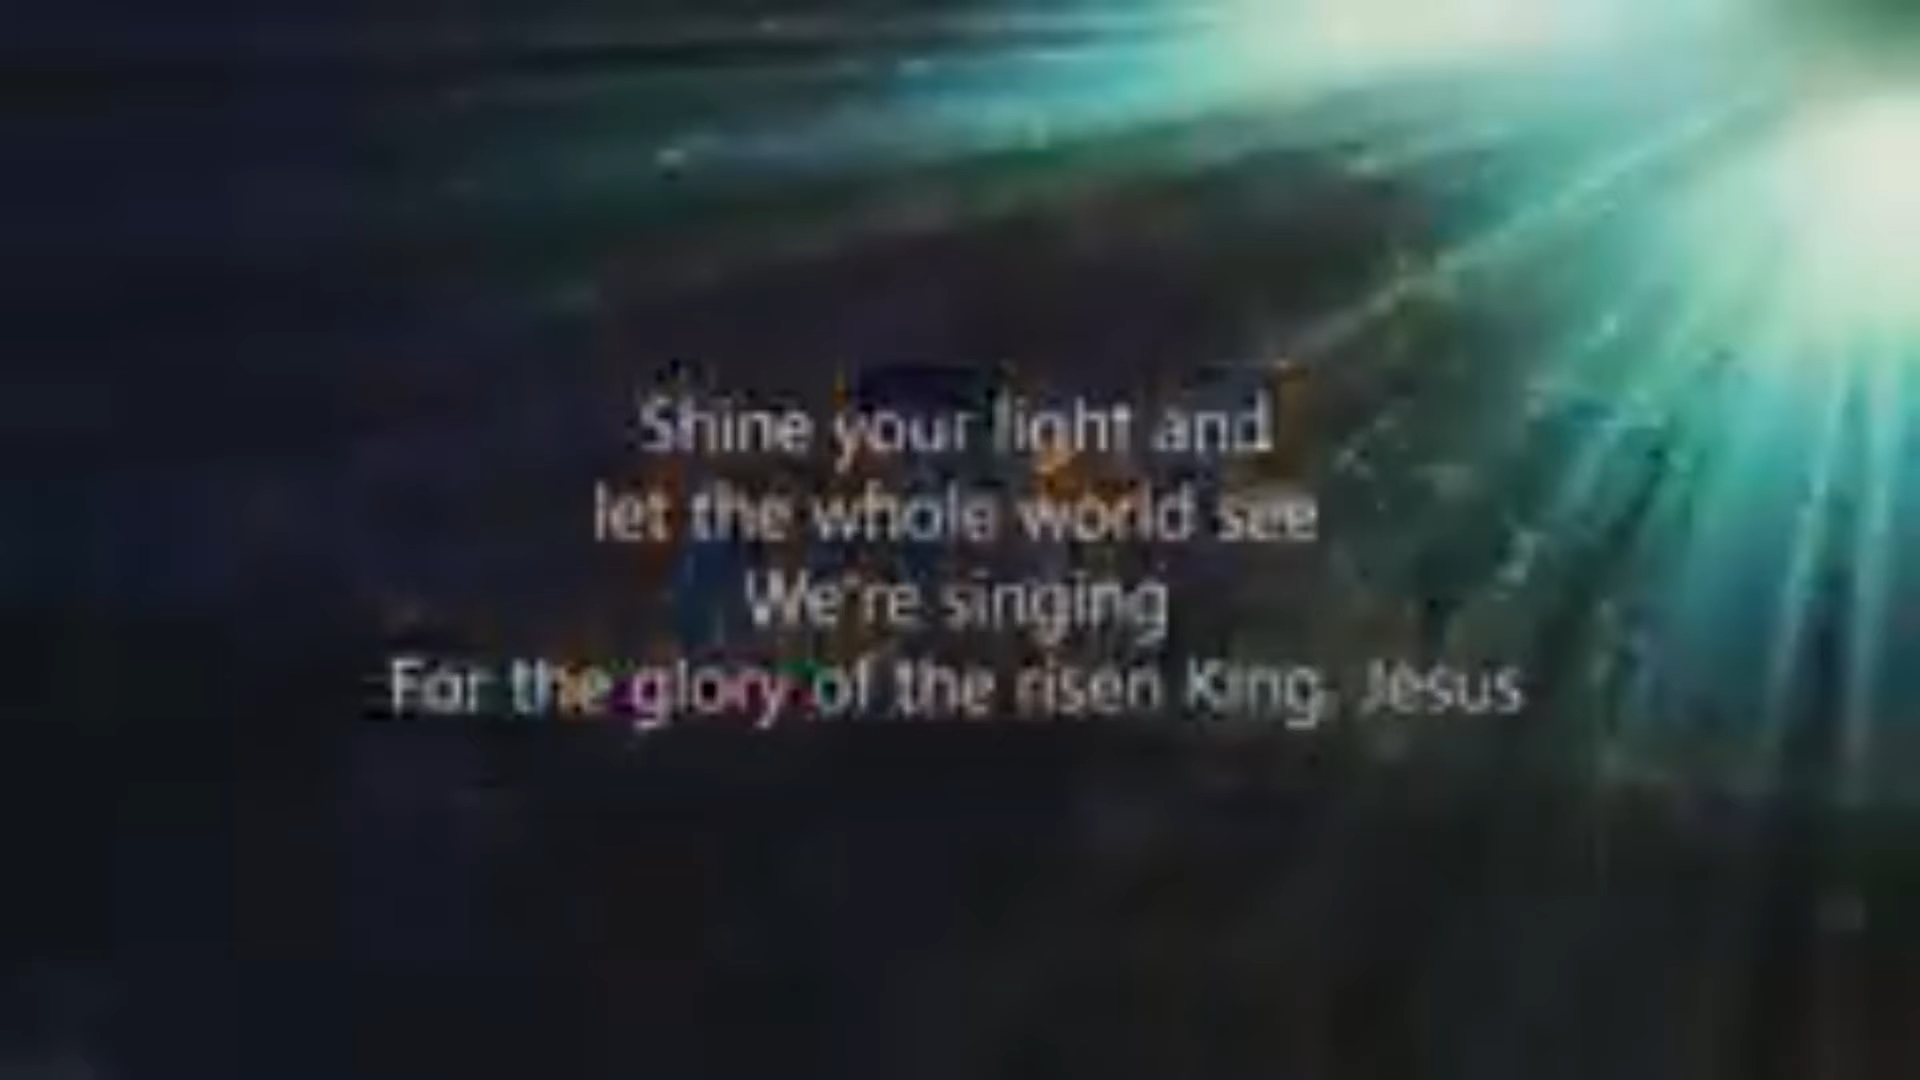 Shine your light and
let the whole world see
We're singing
For the glory of the risen King, Jesus